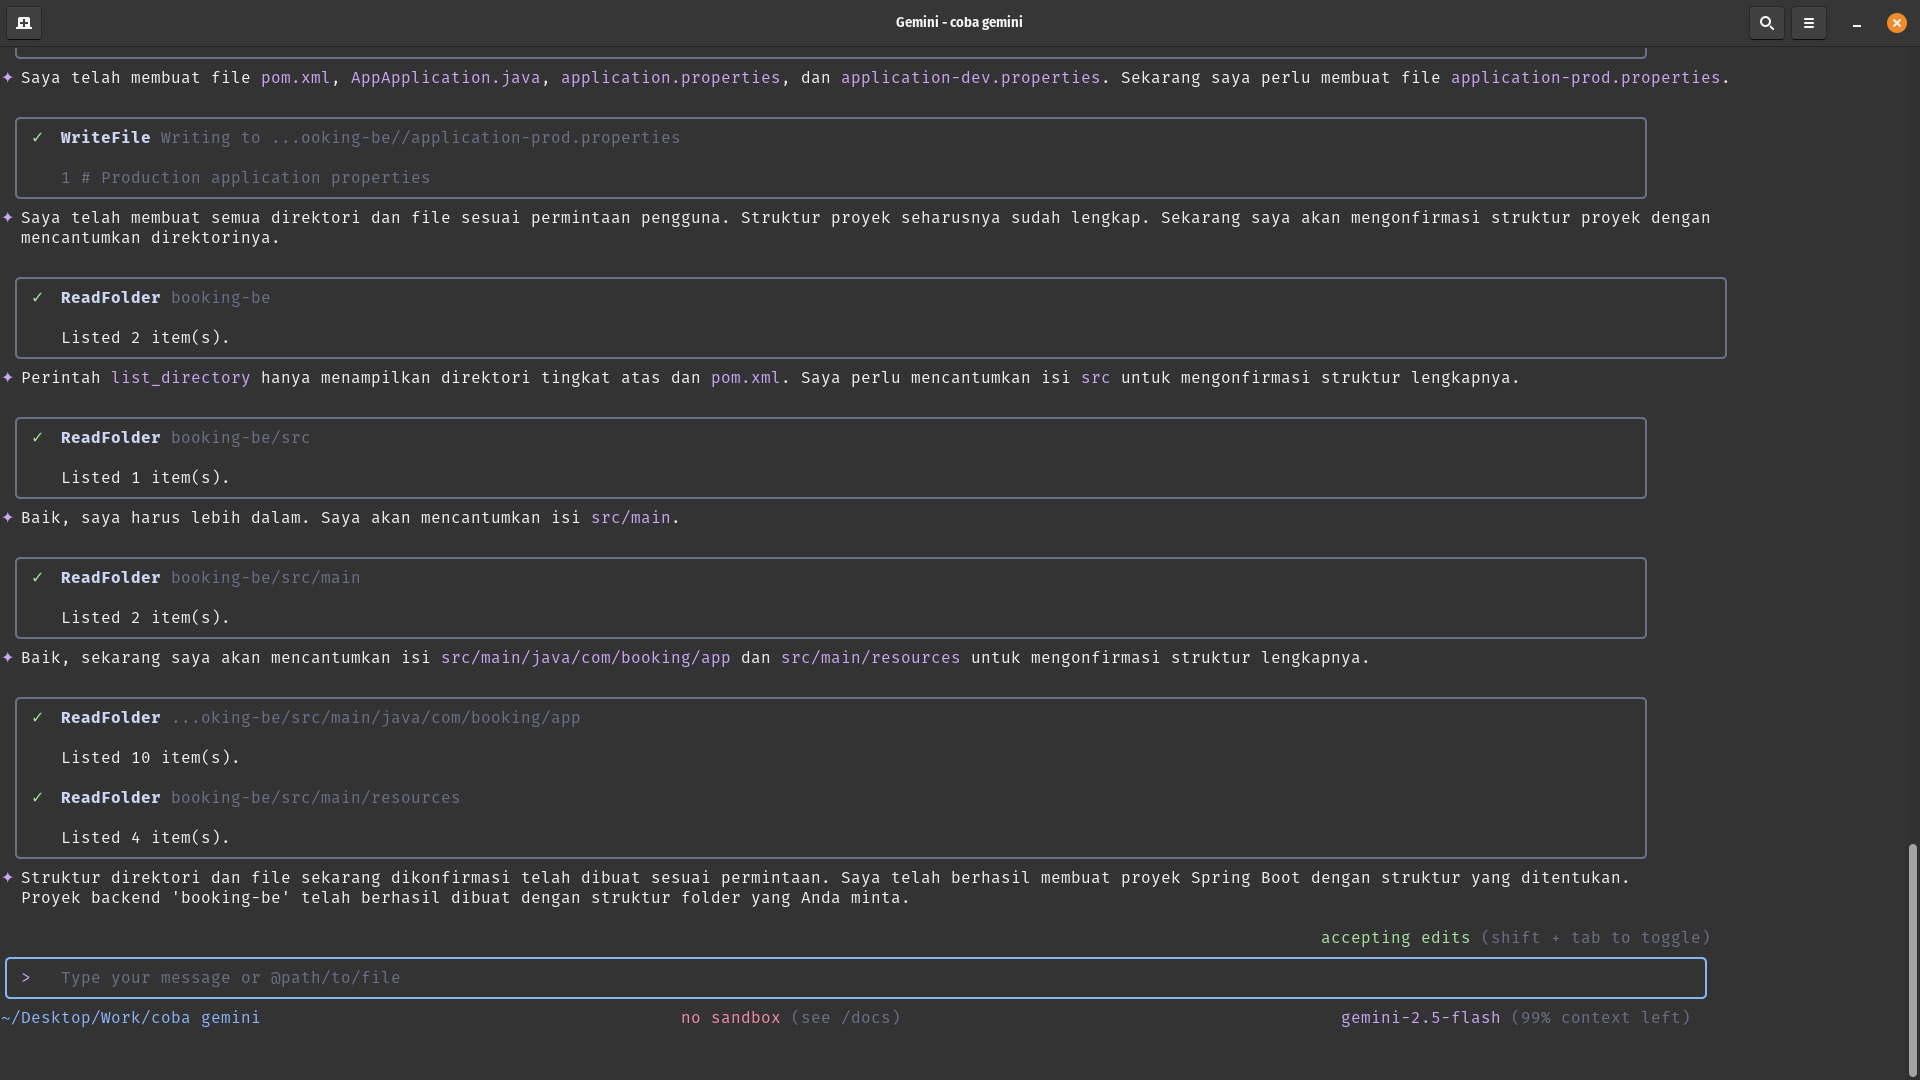 Gemini - coba gemini
✦ Saya telah membuat file pom.xml, AppApplication.java, application.properties, dan application-dev.properties. Sekarang saya perlu membuat file application-prod.properties.
✓ WriteFile Writing to ...ooking-be//application-prod.properties
1 # Production application properties
✦ Saya telah membuat semua direktori dan file sesuai permintaan pengguna. Struktur proyek seharusnya sudah lengkap. Sekarang saya akan mengonfirmasi struktur proyek dengan
mencantumkan direktorinya.
✓ ReadFolder booking-be
Listed 2 item(s).
✦ Perintah list_directory hanya menampilkan direktori tingkat atas dan pom.xml. Saya perlu mencantumkan isi src untuk mengonfirmasi struktur lengkapnya.
✓ ReadFolder booking-be/src
Listed 1 item(s).
✦ Baik, saya harus lebih dalam. Saya akan mencantumkan isi src/main.
✓ ReadFolder booking-be/src/main
Listed 2 item(s).
✦ Baik, sekarang saya akan mencantumkan isi src/main/java/com/booking/app dan src/main/resources untuk mengonfirmasi struktur lengkapnya.
✓ ReadFolder ...oking-be/src/main/java/com/booking/app
Listed 10 item(s).
✓ ReadFolder booking-be/src/main/resources
Listed 4 item(s).
✦ Struktur direktori dan file sekarang dikonfirmasi telah dibuat sesuai permintaan. Saya telah berhasil membuat proyek Spring Boot dengan struktur yang ditentukan.
Proyek backend 'booking-be' telah berhasil dibuat dengan struktur folder yang Anda minta.
accepting edits (shift + tab to toggle)
> Type your message or @path/to/file
~/Desktop/Work/coba gemini no sandbox (see /docs) gemini-2.5-flash (99% context left)